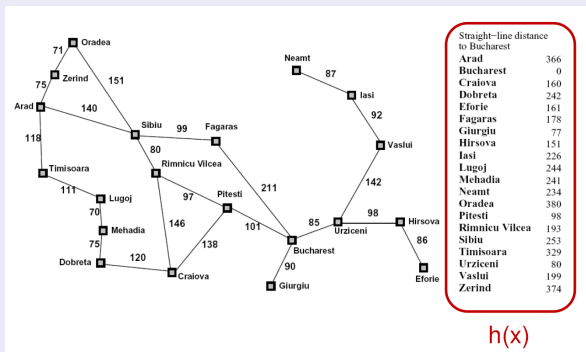 71
Oradea
Neamt
Zerind
87
75
151
Iasi
Arad
140
92
Sibiu
99
Fagaras
118
80
Vaslui
Rimnicu Vilcea
Timisoara
211
142
111
Lugoj
97
Pitesti
70
98
Hirsova
Mehadia
146
101
85
Urziceni
75
138
86
Bucharest
120
Dobreta
90
Craiova
Eforie
Giurgiu
Straight–line distance
to Bucharest
Arad 366
Bucharest 0
Craiova 160
Dobreta 242
Eforie 161
Fagaras 178
Giurgiu 77
Hirsova 151
Iasi 226
Lugoj 244
Mehadia 241
Neamt 234
Oradea 380
Pitesti 98
Rimnicu Vilcea 193
Sibiu 253
Timisoara 329
Urziceni 80
Vaslui 199
Zerind 374
h(x)